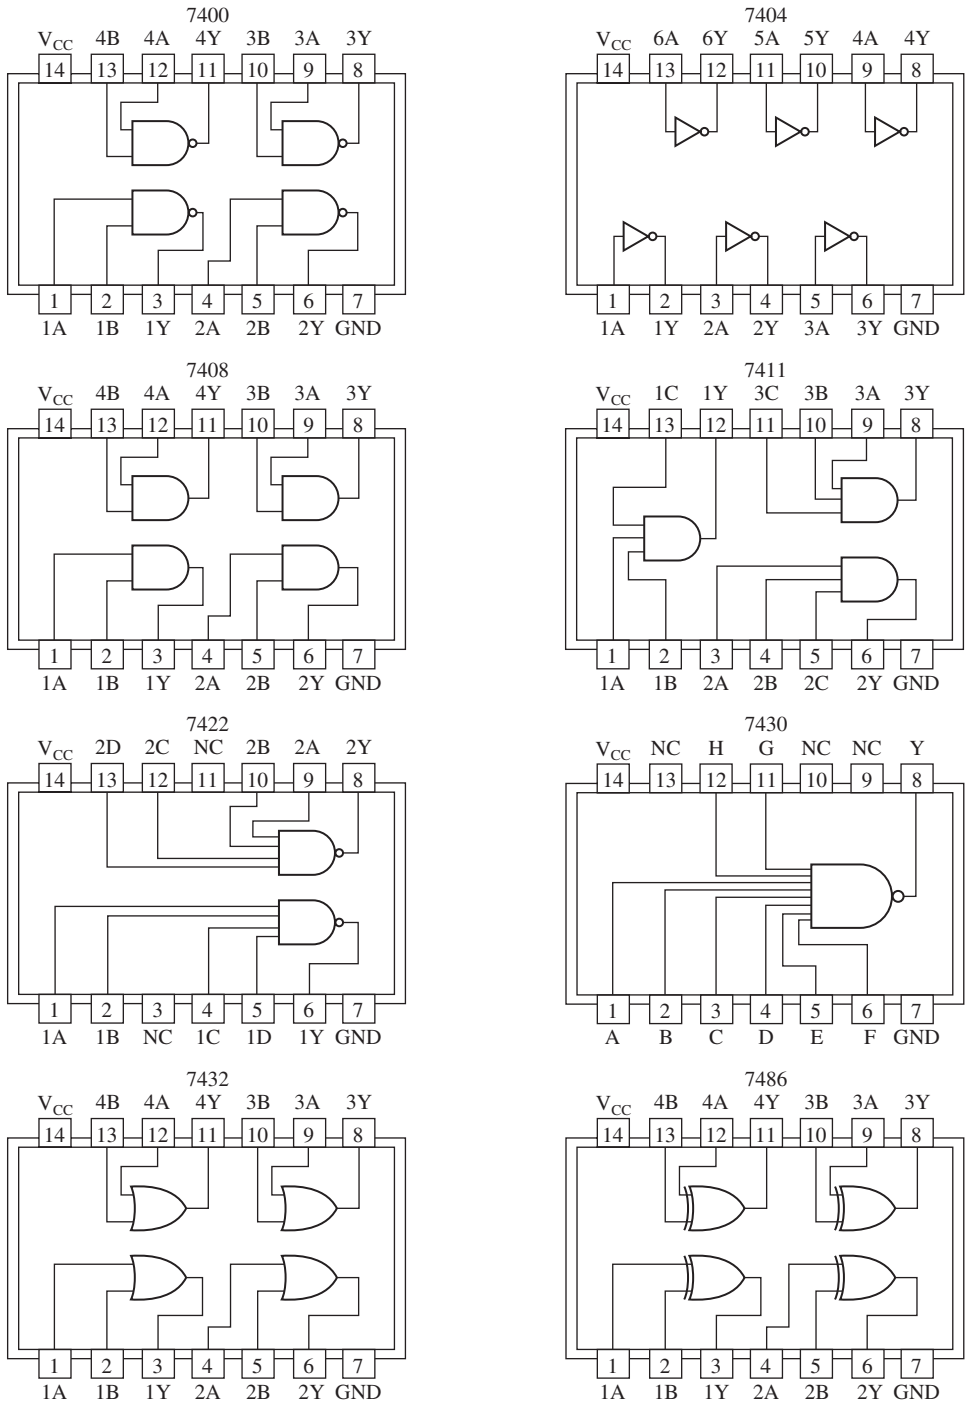 7400 7404
V_CC 4B 4A 4Y 3B 3A 3Y V_CC 6A 6Y 5A 5Y 4A 4Y
14 13 12 11 10 9 8 14 13 12 11 10 9 8
1 2 3 4 5 6 7 1 2 3 4 5 6 7
1A 1B 1Y 2A 2B 2Y GND 1A 1Y 2A 2Y 3A 3Y GND
7408 7411
V_CC 4B 4A 4Y 3B 3A 3Y V_CC 1C 1Y 3C 3B 3A 3Y
14 13 12 11 10 9 8 14 13 12 11 10 9 8
1 2 3 4 5 6 7 1 2 3 4 5 6 7
1A 1B 1Y 2A 2B 2Y GND 1A 1B 2A 2B 2C 2Y GND
7422 7430
V_CC 2D 2C NC 2B 2A 2Y V_CC NC H G NC NC Y
14 13 12 11 10 9 8 14 13 12 11 10 9 8
1 2 3 4 5 6 7 1 2 3 4 5 6 7
1A 1B NC 1C 1D 1Y GND A B C D E F GND
7432 7486
V_CC 4B 4A 4Y 3B 3A 3Y V_CC 4B 4A 4Y 3B 3A 3Y
14 13 12 11 10 9 8 14 13 12 11 10 9 8
1 2 3 4 5 6 7 1 2 3 4 5 6 7
1A 1B 1Y 2A 2B 2Y GND 1A 1B 1Y 2A 2B 2Y GND